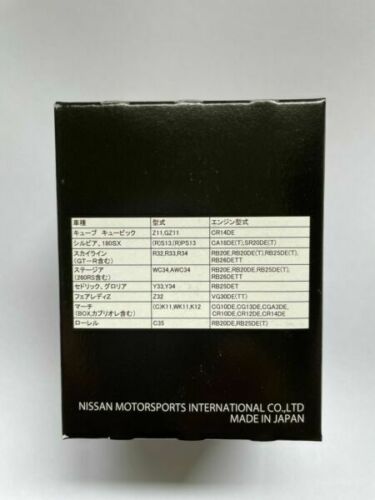 車種 型式 エンジン型式
キューブ キュービック Z11,GZ11 CR14DE
シルビア、180SX (R)S13,(R)PS13 CA18DE(T),SR20DE(T)
スカイライン R32,R33,R34 RB20E,RB20DE(T),RB25DE(T),
(GT-R含む) RB26DETT
ステージア WC34,AWC34 RB20E,RB20DE,RB25DE(T),
(260RS含む) RB26DETT
セドリック、グロリア Y33,Y34 RB25DET
フェアレディZ Z32 VG30DE(TT)
マーチ (C)K11,WK11,K12 CG10DE,CG13DE,CGA3DE,
(BOX,カブリオレ含む) CR10DE,CR12DE,CR14DE
ローレル C35 RB20DE,RB25DE(T)
NISSAN MOTORSPORTS INTERNATIONAL CO.,LTD
MADE IN JAPAN